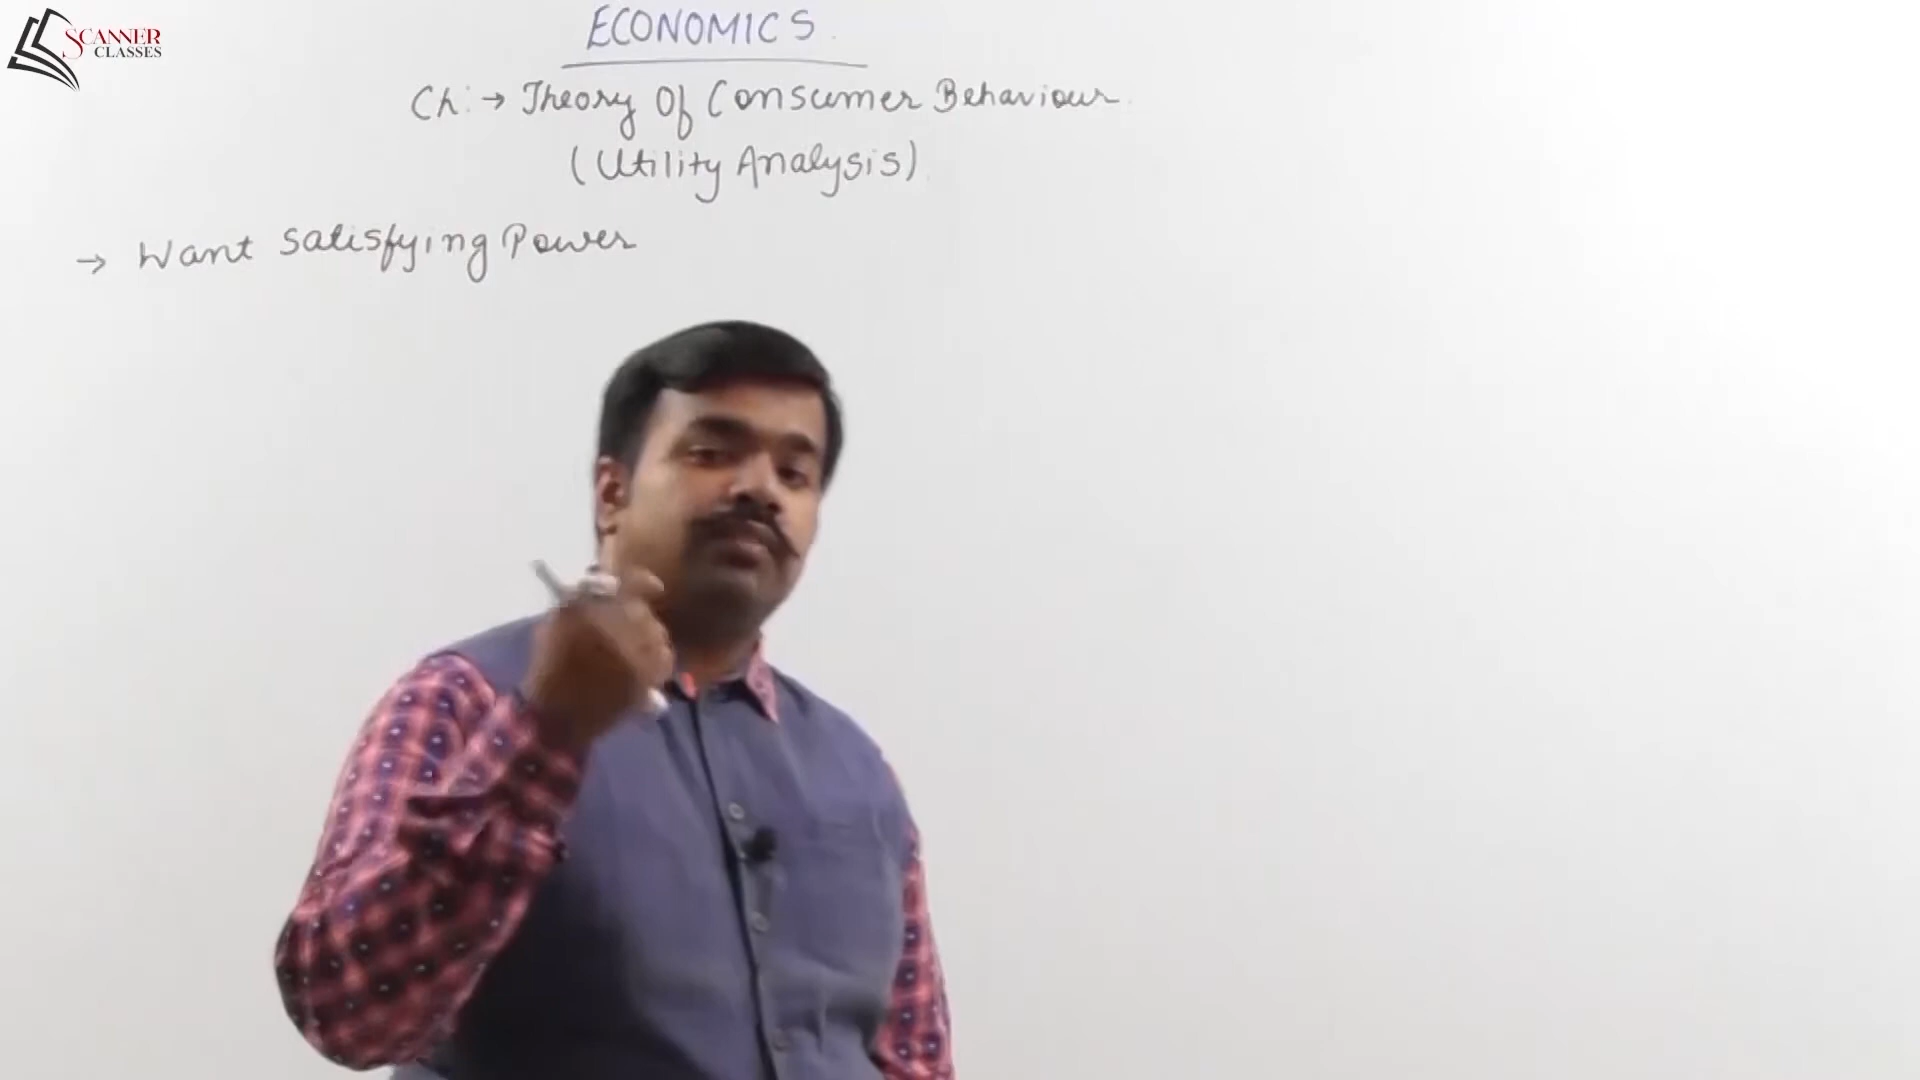 SCANNER
CLASSES
ECONOMICS
Ch: → Theory Of Consumer Behaviour
(Utility Analysis)
→ Want Satisfying Power